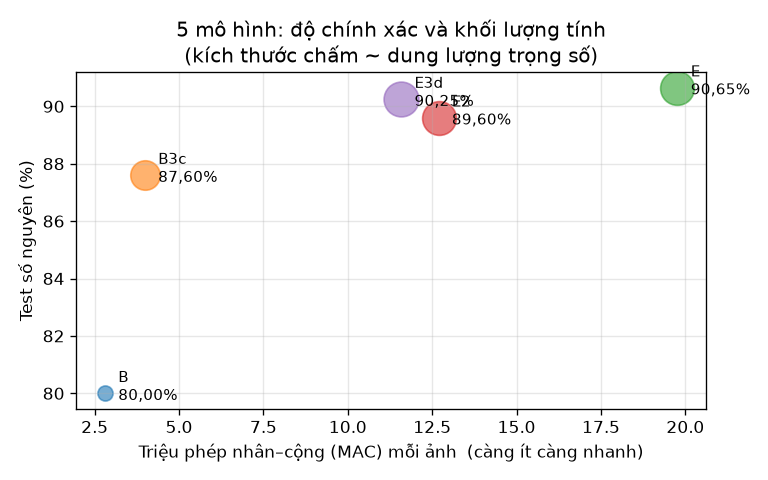 5 mô hình: độ chính xác và khối lượng tính
(kích thước chấm ~ dung lượng trọng số)
Test số nguyên (%)
90
88
86
84
82
80
E3d
90,25%
E2
89,60%
E
90,65%
B3c
87,60%
B
80,00%
2.5
5.0
7.5
10.0
12.5
15.0
17.5
20.0
Triệu phép nhân–cộng (MAC) mỗi ảnh  (càng ít càng nhanh)